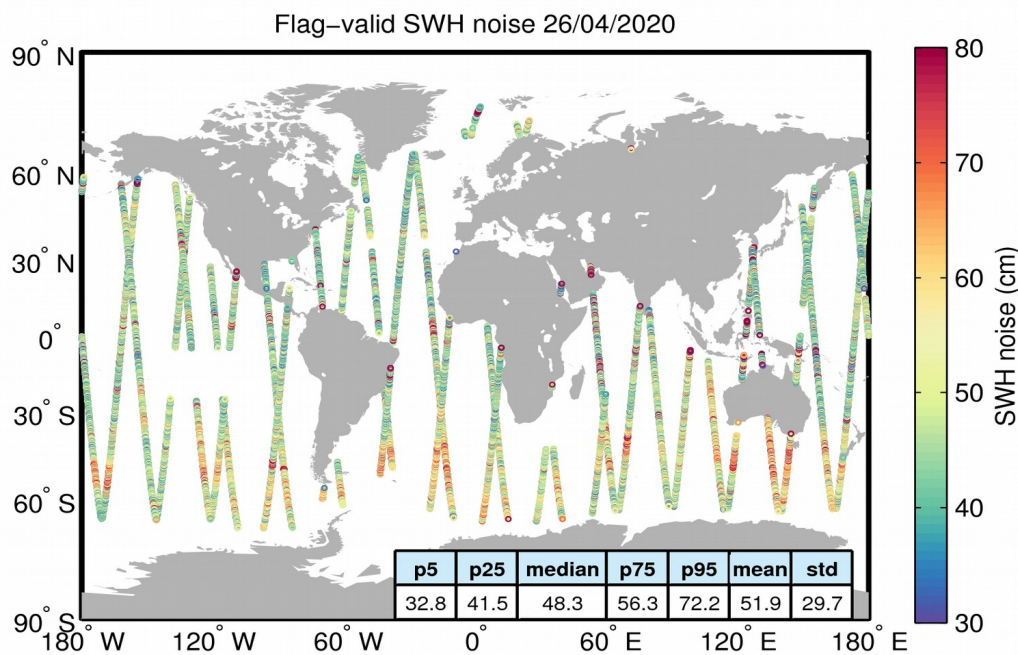 Flag−valid SWH noise 26/04/2020
90° N
60° N
30° N
0°
30° S
60° S
90° S
180° W
120° W
60° W
0°
60° E
120° E
180° E
p5 p25 median p75 p95 mean std
32.8 41.5 48.3 56.3 72.2 51.9 29.7
80
70
60
50
40
30
SWH noise (cm)